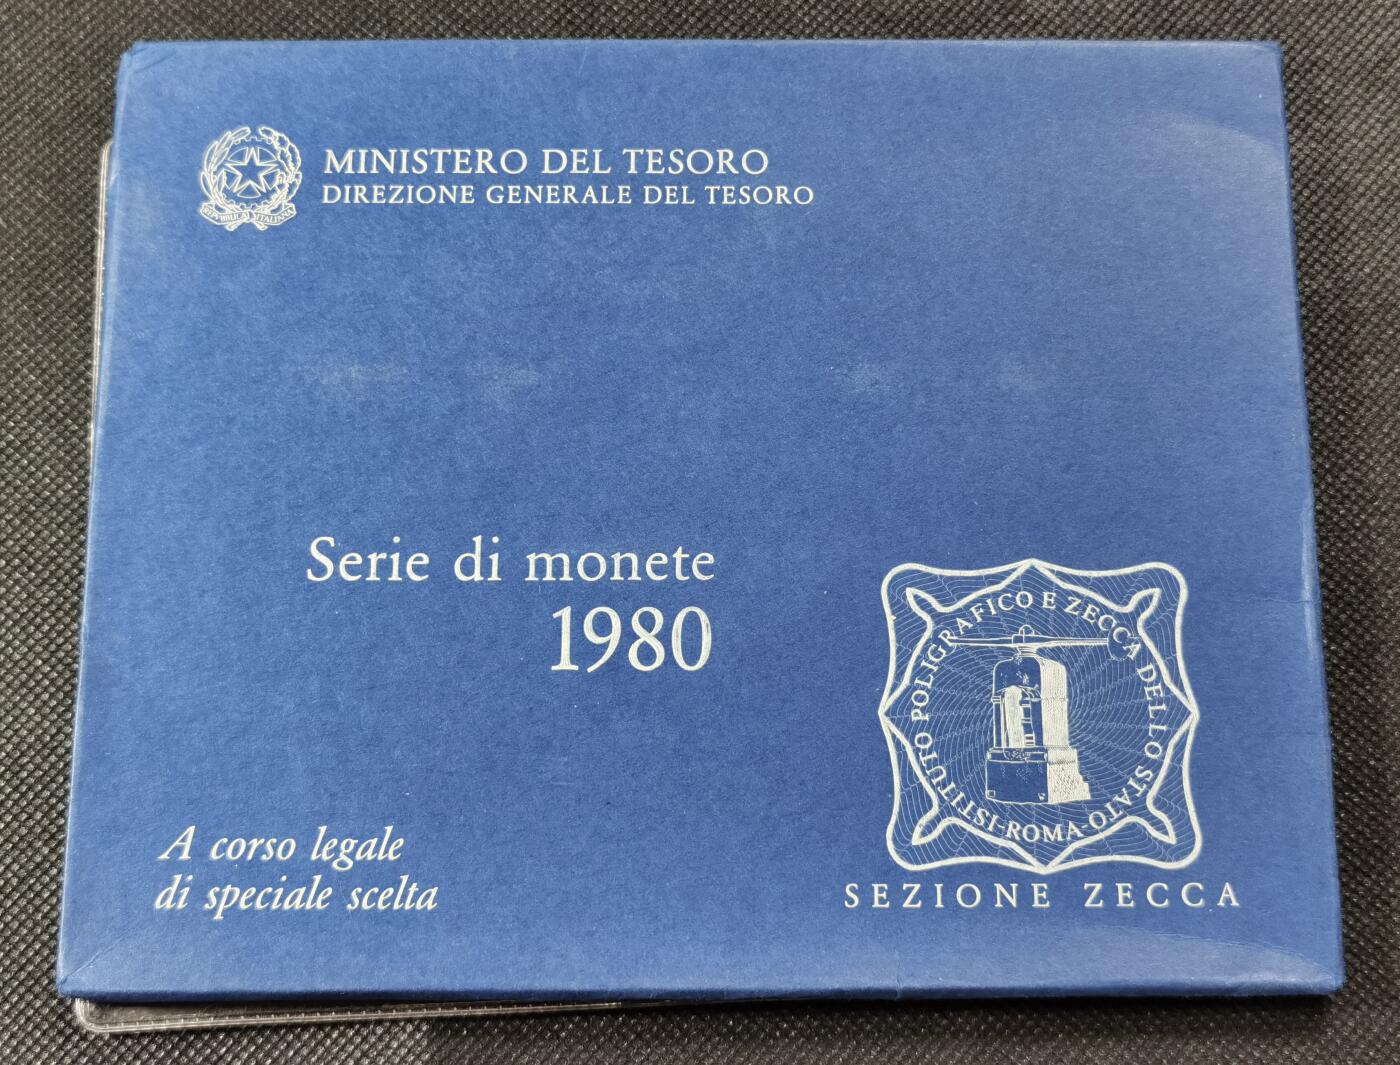 MINISTERO DEL TESORO
DIREZIONE GENERALE DEL TESORO
REPVBBLICA ITALIANA
Serie di monete
1980
A corso legale
di speciale scelta
ISTITUTO POLIGRAFICO E ZECCA DELLO STATO-ROMA-
SEZIONE ZECCA